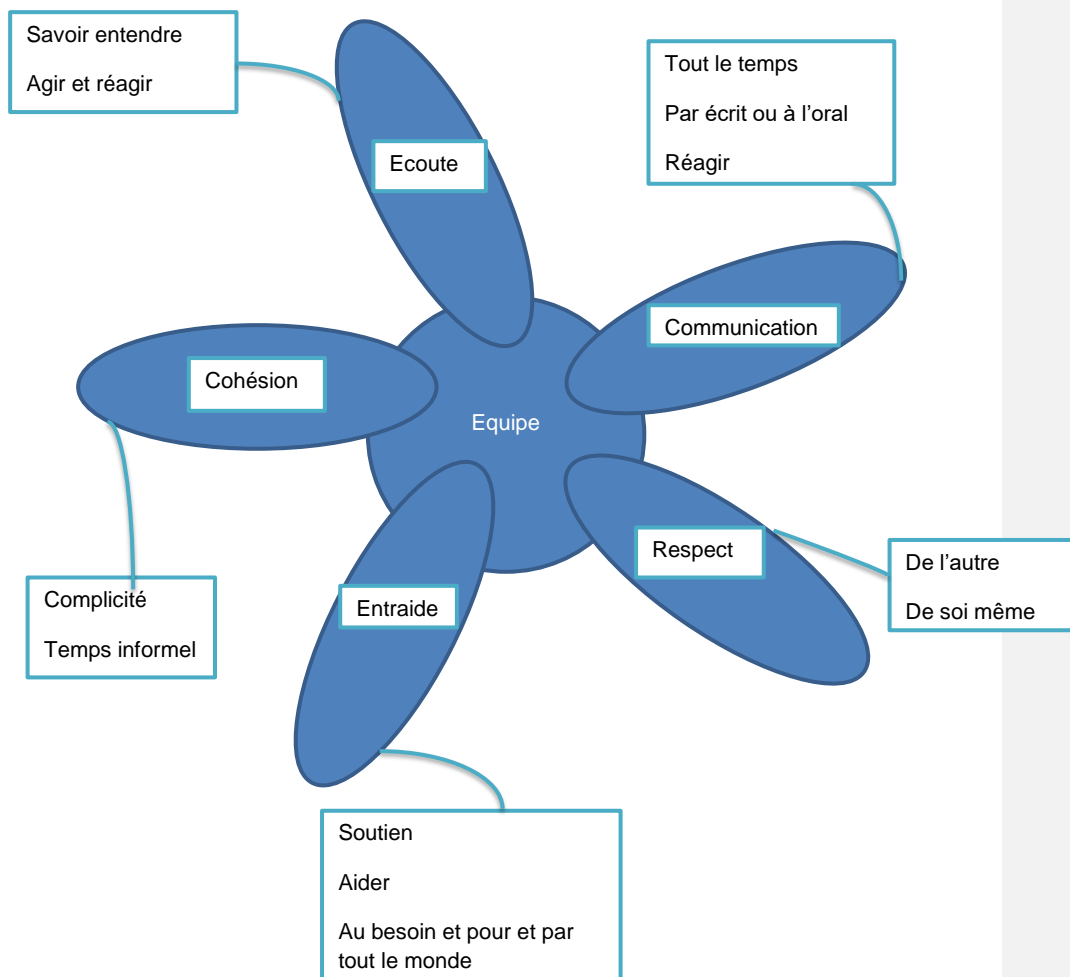 Savoir entendre
Agir et réagir
Ecoute
Tout le temps
Par écrit ou à l’oral
Réagir
Communication
Cohésion
Equipe
Respect
De l’autre
De soi même
Complicité
Temps informel
Entraide
Soutien
Aider
Au besoin et pour et par
tout le monde